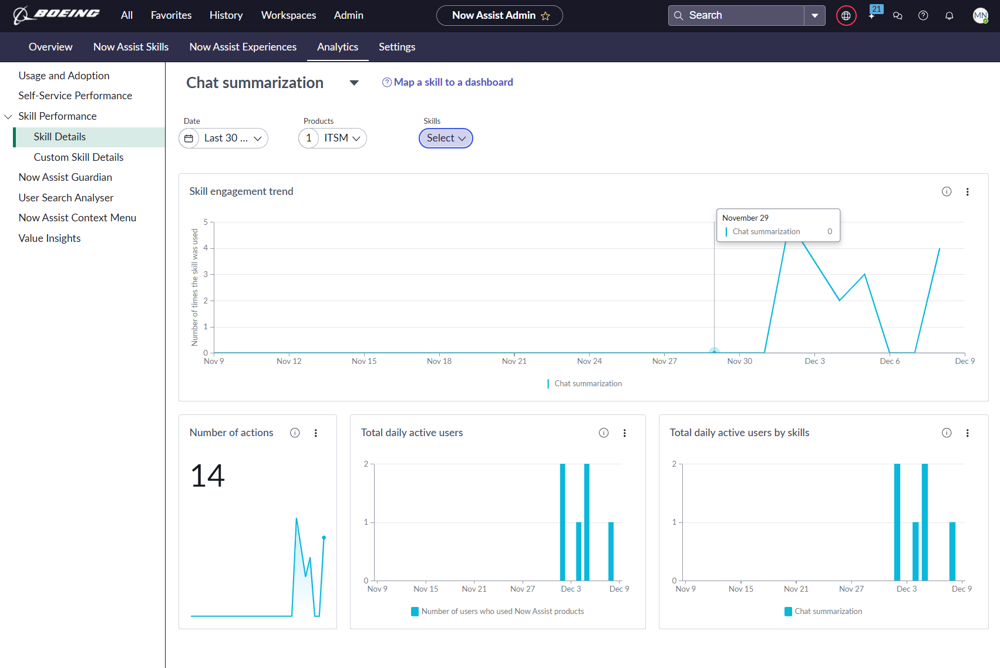 BOEING
All
Favorites
History
Workspaces
Admin
Now Assist Admin
Search
21
MN
Overview
Now Assist Skills
Now Assist Experiences
Analytics
Settings
Usage and Adoption
Self-Service Performance
Skill Performance
Skill Details
Custom Skill Details
Now Assist Guardian
User Search Analyser
Now Assist Context Menu
Value Insights
Chat summarization
Map a skill to a dashboard
Date
Last 30 ...
Products
1 ITSM
Skills
Select
Skill engagement trend
November 29
Chat summarization 0
Number of times the skill was used
5
4
3
2
1
0
Nov 9
Nov 12
Nov 15
Nov 18
Nov 21
Nov 24
Nov 27
Nov 30
Dec 3
Dec 6
Dec 9
Chat summarization
Number of actions
14
Total daily active users
2
1
0
Nov 9
Nov 15
Nov 21
Nov 27
Dec 3
Dec 9
Number of users who used Now Assist products
Total daily active users by skills
2
1
0
Nov 9
Nov 15
Nov 21
Nov 27
Dec 3
Dec 9
Chat summarization